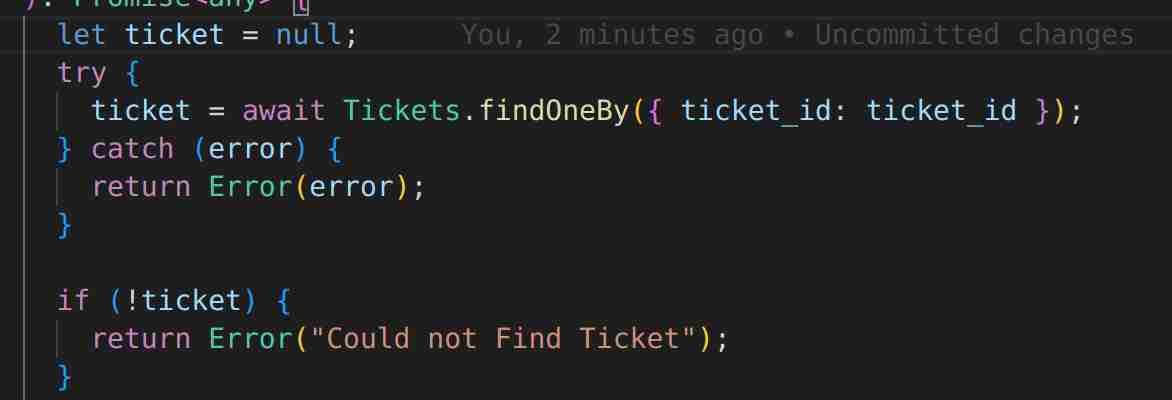 ): Promise<any> {
let ticket = null; You, 2 minutes ago • Uncommitted changes
try {
ticket = await Tickets.findOneBy({ ticket_id: ticket_id });
} catch (error) {
return Error(error);
}
if (!ticket) {
return Error("Could not Find Ticket");
}